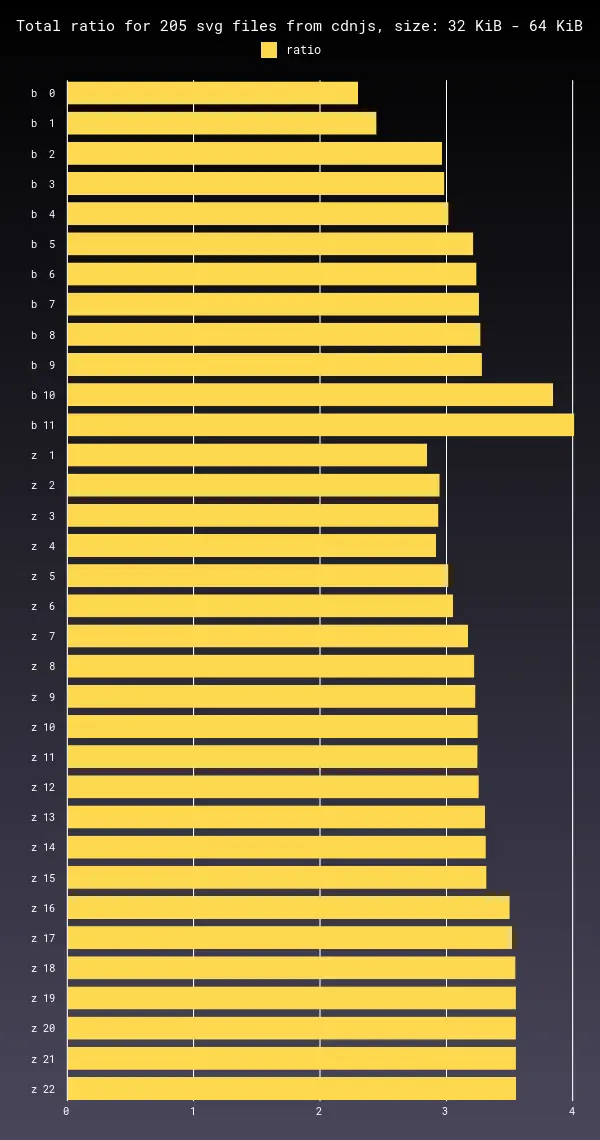 Total ratio for 205 svg files from cdnjs, size: 32 KiB - 64 KiB
ratio
b 0
b 1
b 2
b 3
b 4
b 5
b 6
b 7
b 8
b 9
b 10
b 11
z 1
z 2
z 3
z 4
z 5
z 6
z 7
z 8
z 9
z 10
z 11
z 12
z 13
z 14
z 15
z 16
z 17
z 18
z 19
z 20
z 21
z 22
0 1 2 3 4